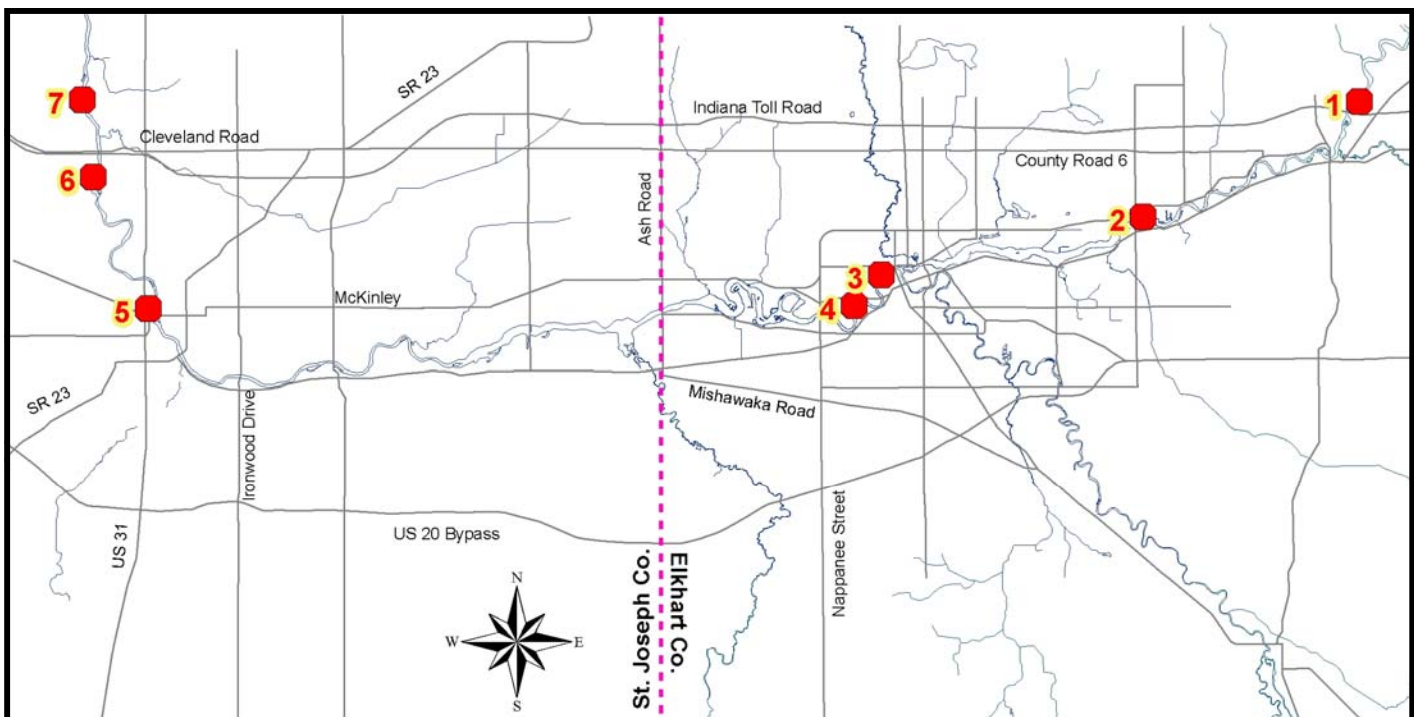 SR 23
7
Cleveland Road
Indiana Toll Road
1
County Road 6
6
2
Ash Road
3
McKinley
4
5
SR 23
Ironwood Drive
Mishawaka Road
US 31
US 20 Bypass
St. Joseph Co.
Elkhart Co.
Nappanee Street
N
W
E
S